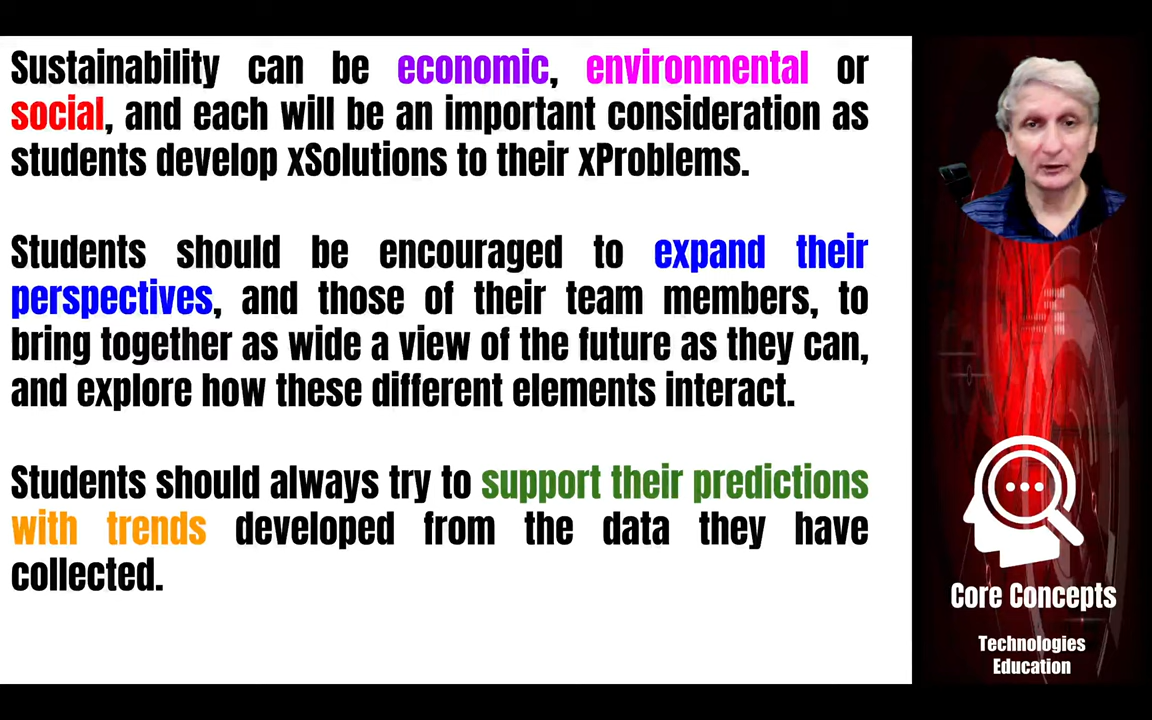 Sustainability can be economic, environmental or
social, and each will be an important consideration as
students develop xSolutions to their xProblems.
Students should be encouraged to expand their
perspectives, and those of their team members, to
bring together as wide a view of the future as they can,
and explore how these different elements interact.
Students should always try to support their predictions
with trends developed from the data they have
collected.
Core Concepts
Technologies
Education